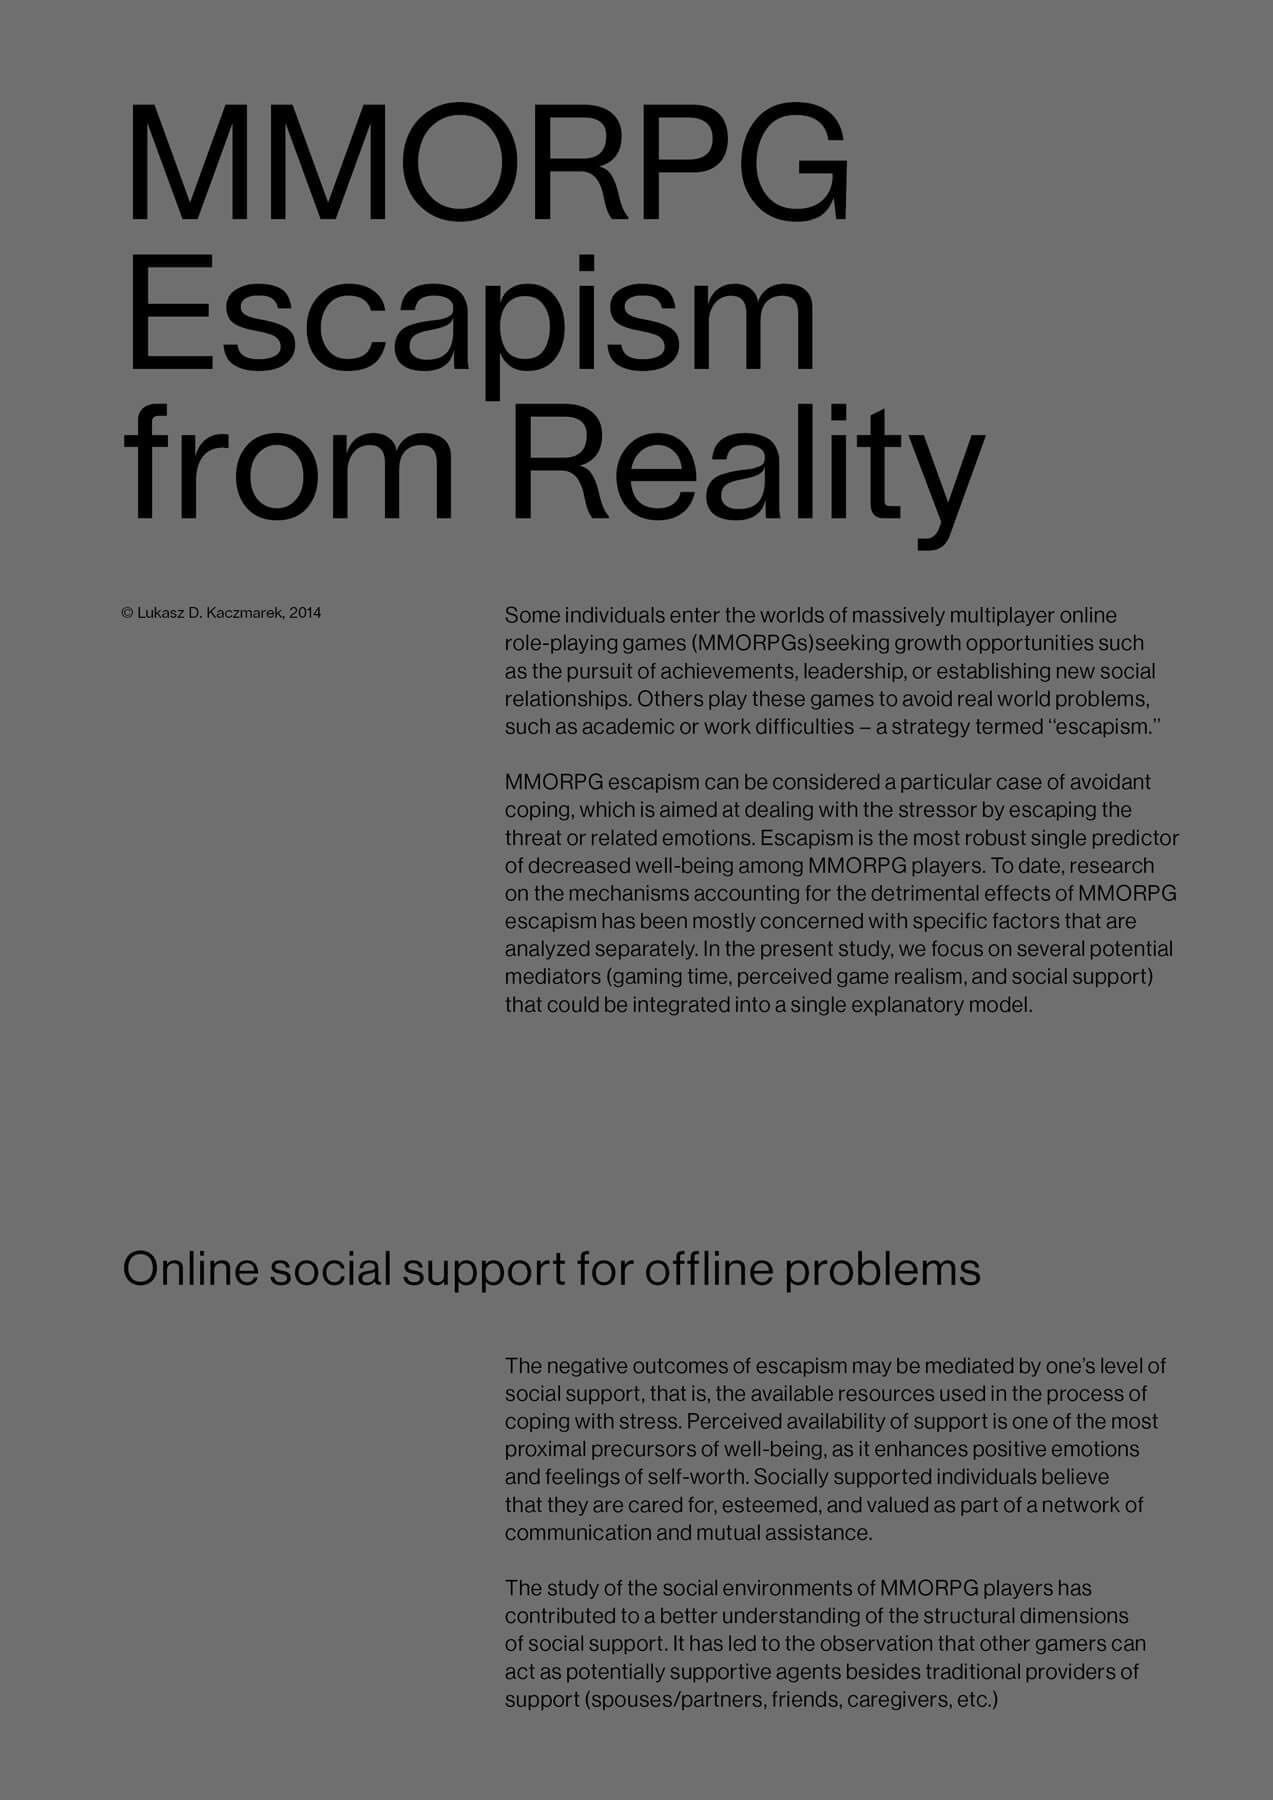 MMORPG
Escapism
from Reality
© Lukasz D. Kaczmarek, 2014
Some individuals enter the worlds of massively multiplayer online
role-playing games (MMORPGs)seeking growth opportunities such
as the pursuit of achievements, leadership, or establishing new social
relationships. Others play these games to avoid real world problems,
such as academic or work difficulties – a strategy termed “escapism.”
MMORPG escapism can be considered a particular case of avoidant
coping, which is aimed at dealing with the stressor by escaping the
threat or related emotions. Escapism is the most robust single predictor
of decreased well-being among MMORPG players. To date, research
on the mechanisms accounting for the detrimental effects of MMORPG
escapism has been mostly concerned with specific factors that are
analyzed separately. In the present study, we focus on several potential
mediators (gaming time, perceived game realism, and social support)
that could be integrated into a single explanatory model.
Online social support for offline problems
The negative outcomes of escapism may be mediated by one’s level of
social support, that is, the available resources used in the process of
coping with stress. Perceived availability of support is one of the most
proximal precursors of well-being, as it enhances positive emotions
and feelings of self-worth. Socially supported individuals believe
that they are cared for, esteemed, and valued as part of a network of
communication and mutual assistance.
The study of the social environments of MMORPG players has
contributed to a better understanding of the structural dimensions
of social support. It has led to the observation that other gamers can
act as potentially supportive agents besides traditional providers of
support (spouses/partners, friends, caregivers, etc.)